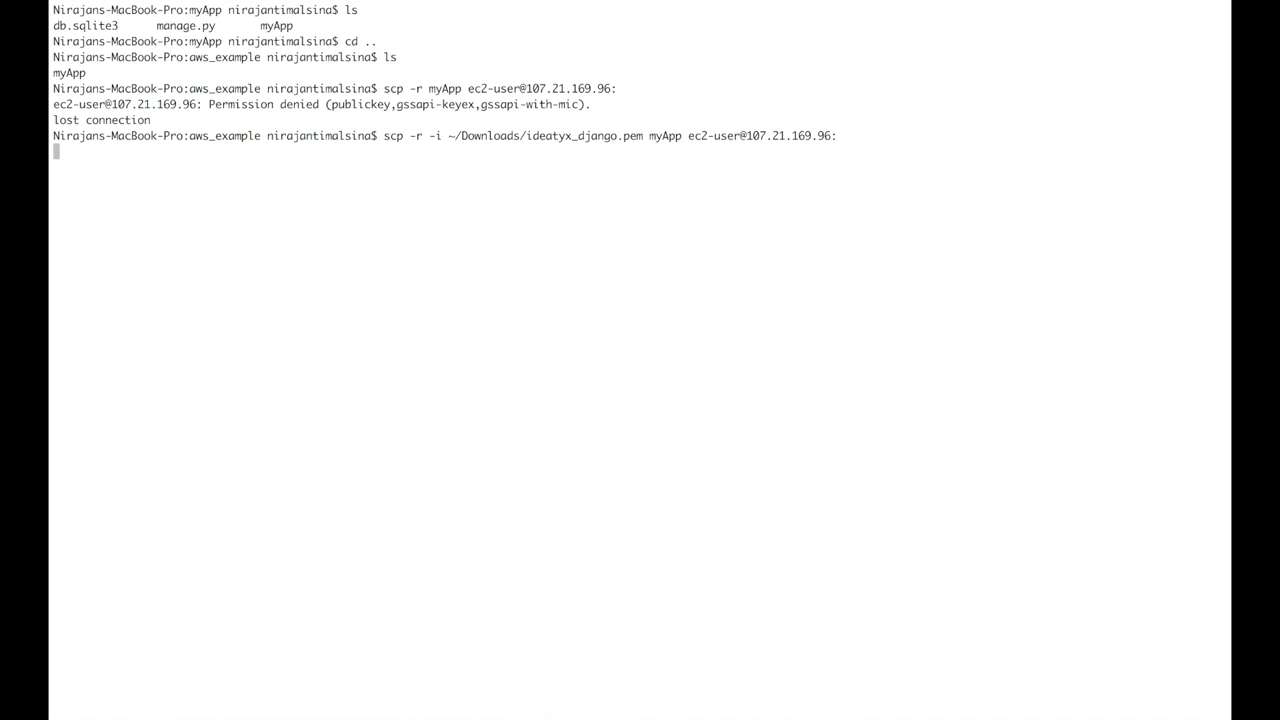 Nirajans-MacBook-Pro:myApp nirajantimalsina$ ls
db.sqlite3      manage.py       myApp
Nirajans-MacBook-Pro:myApp nirajantimalsina$ cd ..
Nirajans-MacBook-Pro:aws_example nirajantimalsina$ ls
myApp
Nirajans-MacBook-Pro:aws_example nirajantimalsina$ scp -r myApp ec2-user@107.21.169.96:
ec2-user@107.21.169.96: Permission denied (publickey,gssapi-keyex,gssapi-with-mic).
lost connection
Nirajans-MacBook-Pro:aws_example nirajantimalsina$ scp -r -i ~/Downloads/ideatyx_django.pem myApp ec2-user@107.21.169.96: